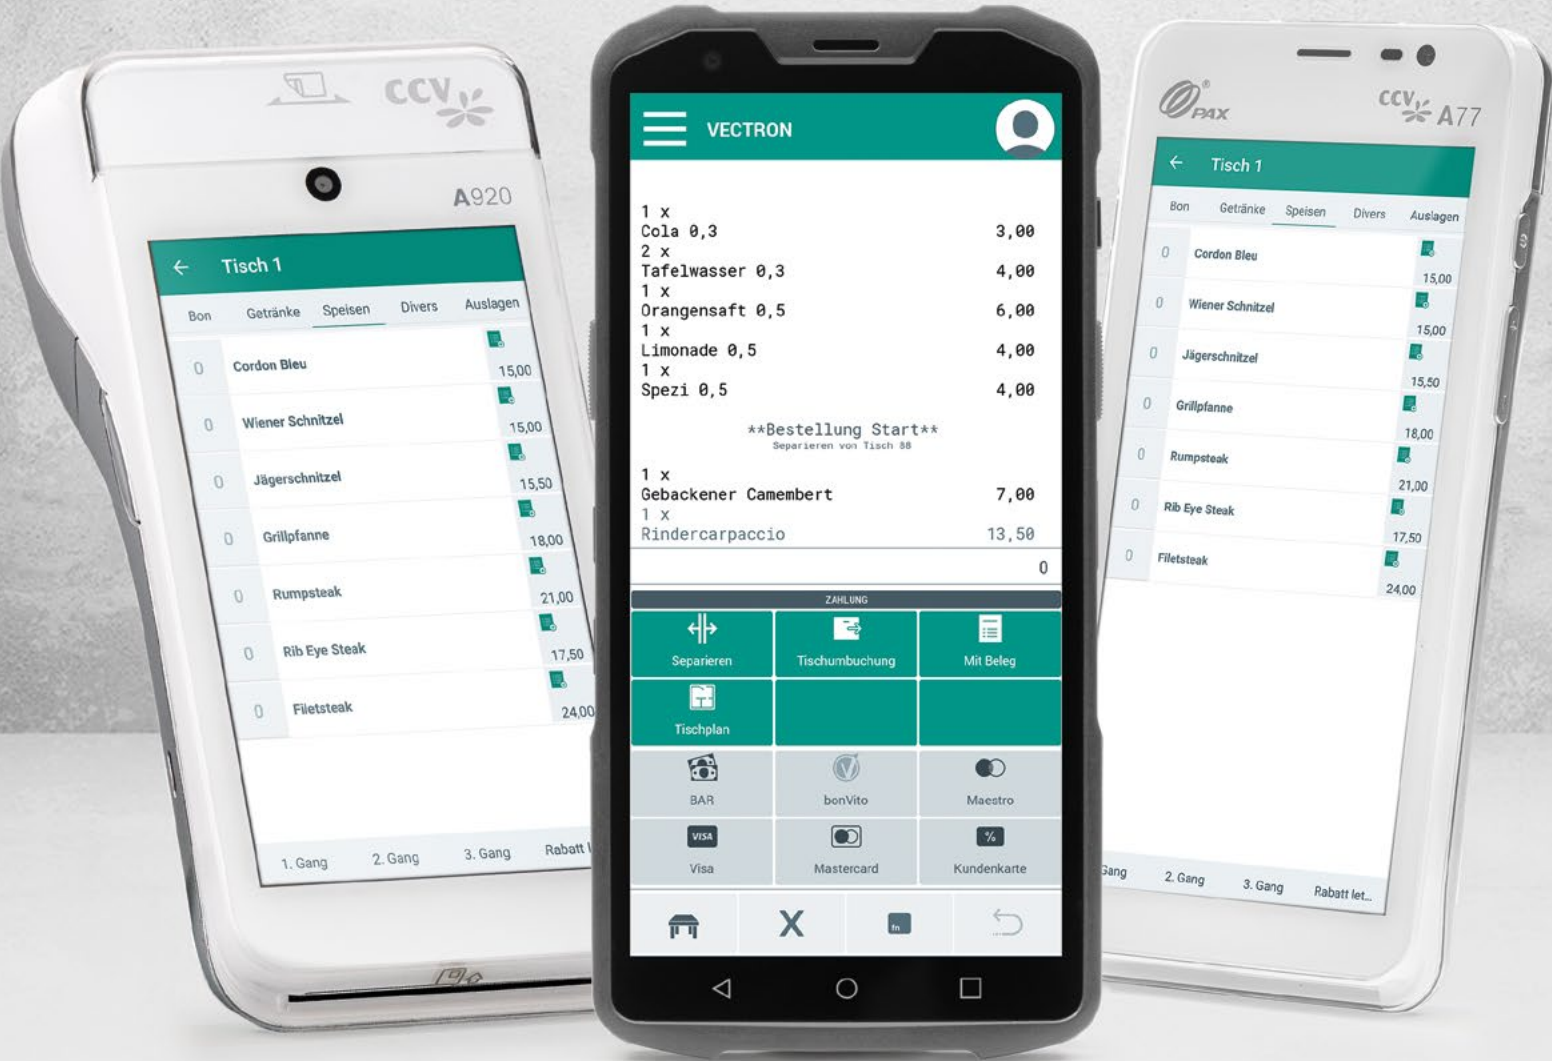 CCV
A920
← Tisch 1
Bon Getränke Speisen Divers Auslagen
0 Cordon Bleu 15,00
0 Wiener Schnitzel 15,00
0 Jägerschnitzel 15,50
0 Grillpfanne 18,00
0 Rumpsteak 21,00
0 Rib Eye Steak 17,50
0 Filetsteak 24,00
1. Gang 2. Gang 3. Gang Rabatt l
VECTRON
1 x
Cola 0,3 3,00
2 x
Tafelwasser 0,3 4,00
1 x
Orangensaft 0,5 6,00
1 x
Limonade 0,5 4,00
1 x
Spezi 0,5 4,00
**Bestellung Start**
Separieren von Tisch 88
1 x
Gebackener Camembert 7,00
1 x
Rindercarpaccio 13,50
0
ZAHLUNG
Separieren Tischumbuchung Mit Beleg
Tischplan
BAR bonVito Maestro
VISA %
Visa Mastercard Kundenkarte
X fn
PAX® CCV A77
← Tisch 1
Bon Getränke Speisen Divers Auslagen
0 Cordon Bleu 15,00
0 Wiener Schnitzel 15,00
0 Jägerschnitzel 15,50
0 Grillpfanne 18,00
0 Rumpsteak 21,00
0 Rib Eye Steak 17,50
0 Filetsteak 24,00
Gang 2. Gang 3. Gang Rabatt let...